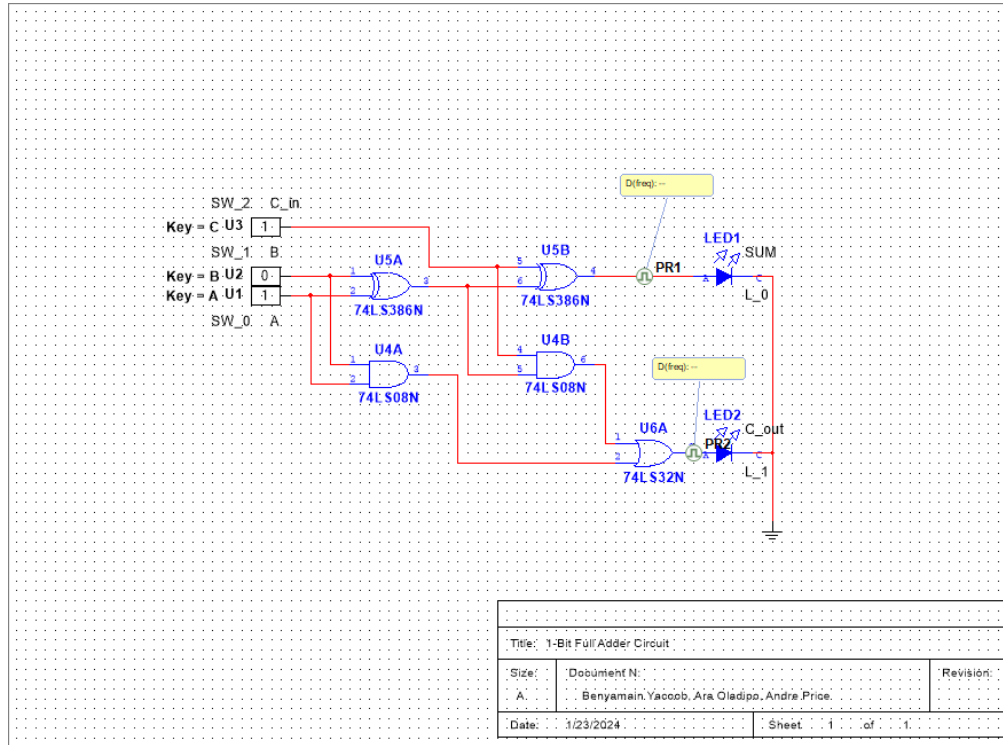 D(freq): --
SW_2 C_in
Key = C U3 1
LED1
SUM
SW_1 B
U5A
U5B
PR1
Key = B U2 0
1
5
4
A
C
Key = A U1 1
2
3
6
74LS386N
74LS386N
L_0
SW_0 A
U4A
U4B
D(freq): --
1
3
4
6
2
5
74LS08N
74LS08N
LED2
U6A
C_out
1
PR2
A
C
2
74LS32N
L_1
Title: 1-Bit Full Adder Circuit
Size: Document N: Revision:
A Benyamain Yacoob, Ara Oladipo, Andre Price
Date: 1/23/2024 Sheet 1 of 1